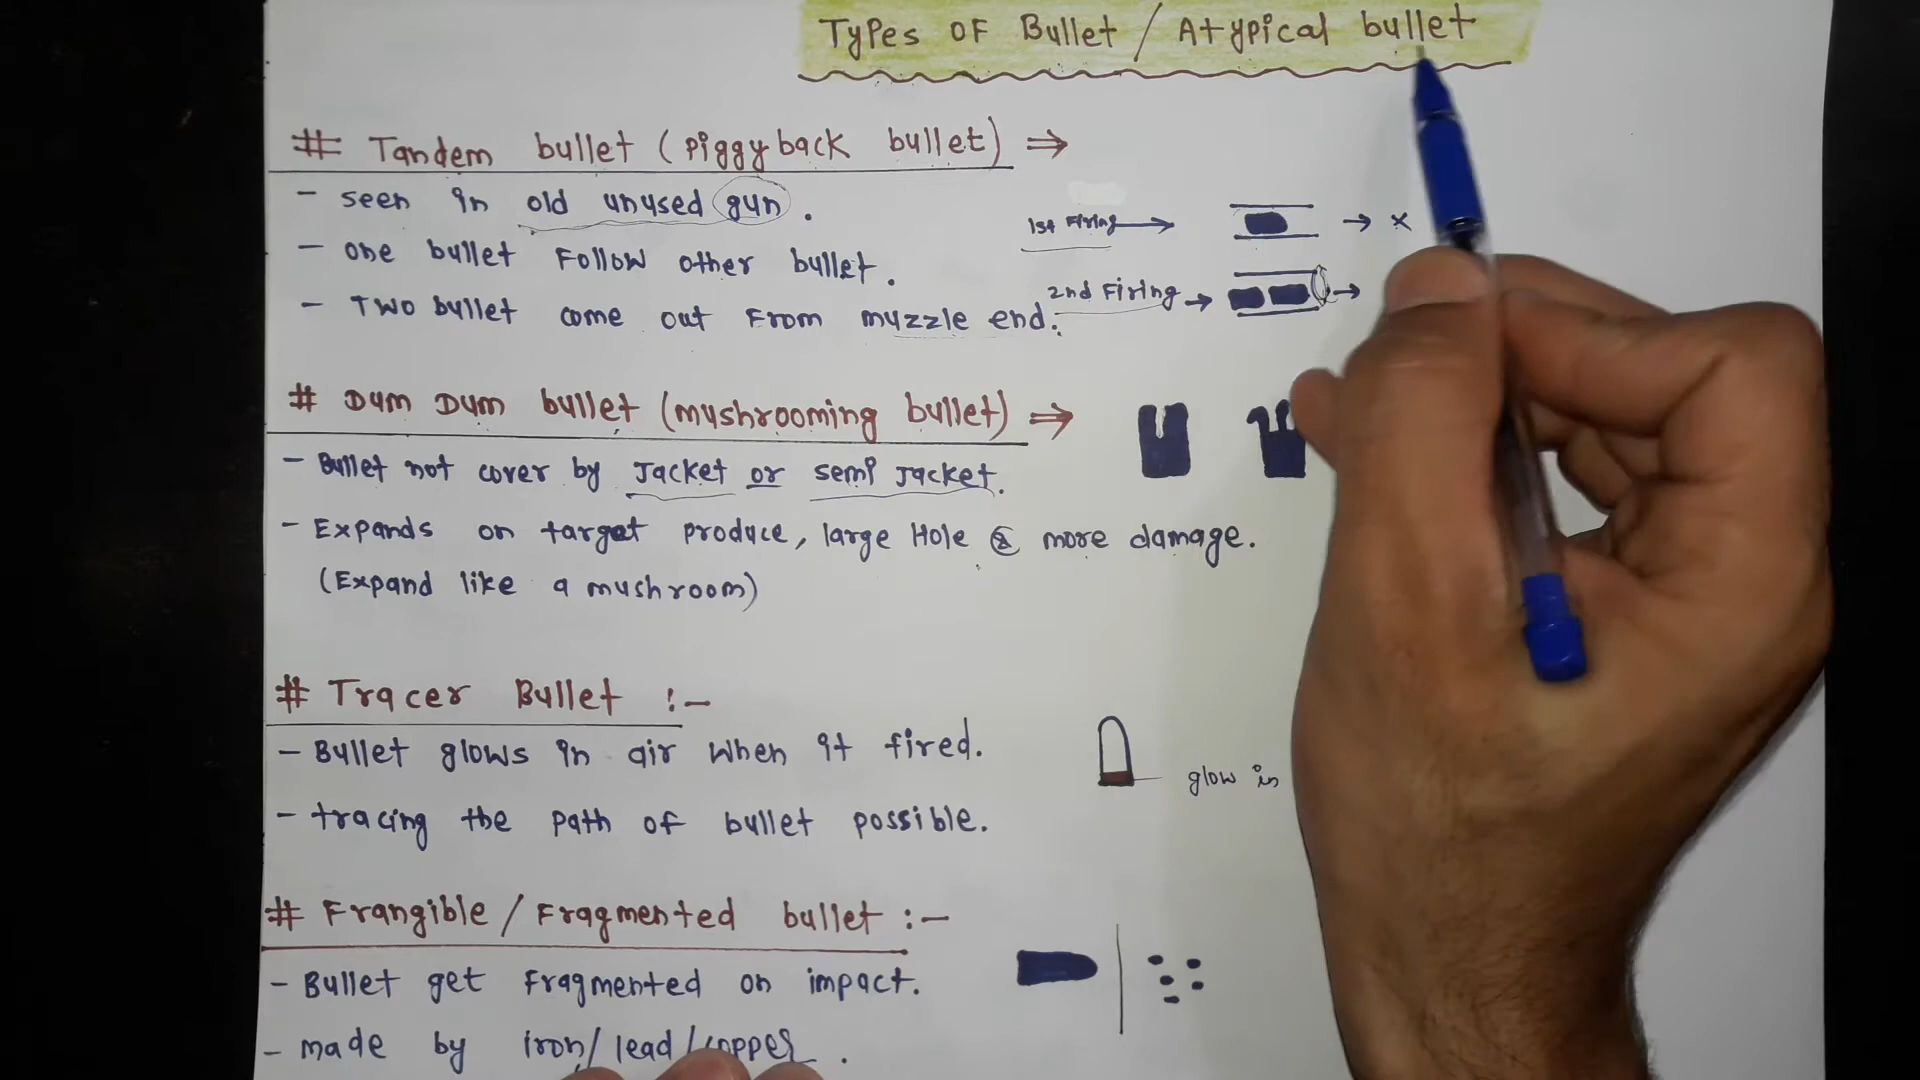 Types OF Bullet / Atypical bullet
# Tandem bullet (Piggyback bullet) ⇒
- seen in old unused gun.
1st Firing → → ×
- one bullet Follow other bullet.
2nd Firing → →
- Two bullet come out From muzzle end.
# Dum Dum bullet (mushrooming bullet) ⇒
- Bullet not cover by Jacket or semi Jacket.
- Expands on target produce, large Hole & more damage.
(Expand like a mushroom)
# Tracer Bullet :-
- Bullet glows in air when it fired.
glow in
- tracing the path of bullet possible.
# Frangible / Fragmented bullet :-
- Bullet get Fragmented on impact.
- made by iron/lead/copper.